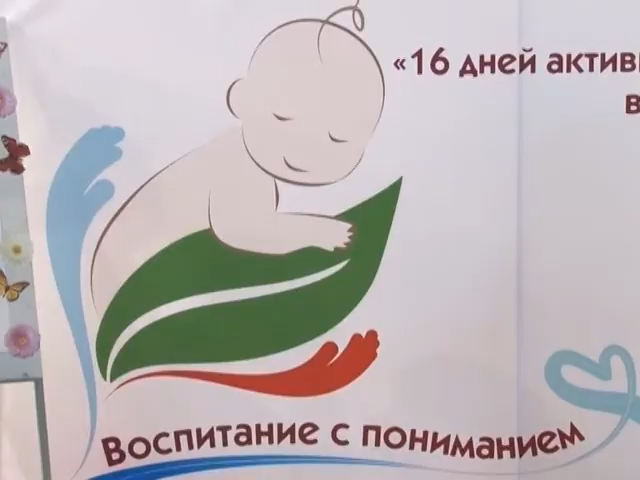 «16 дней актив
в
Воспитание с пониманием